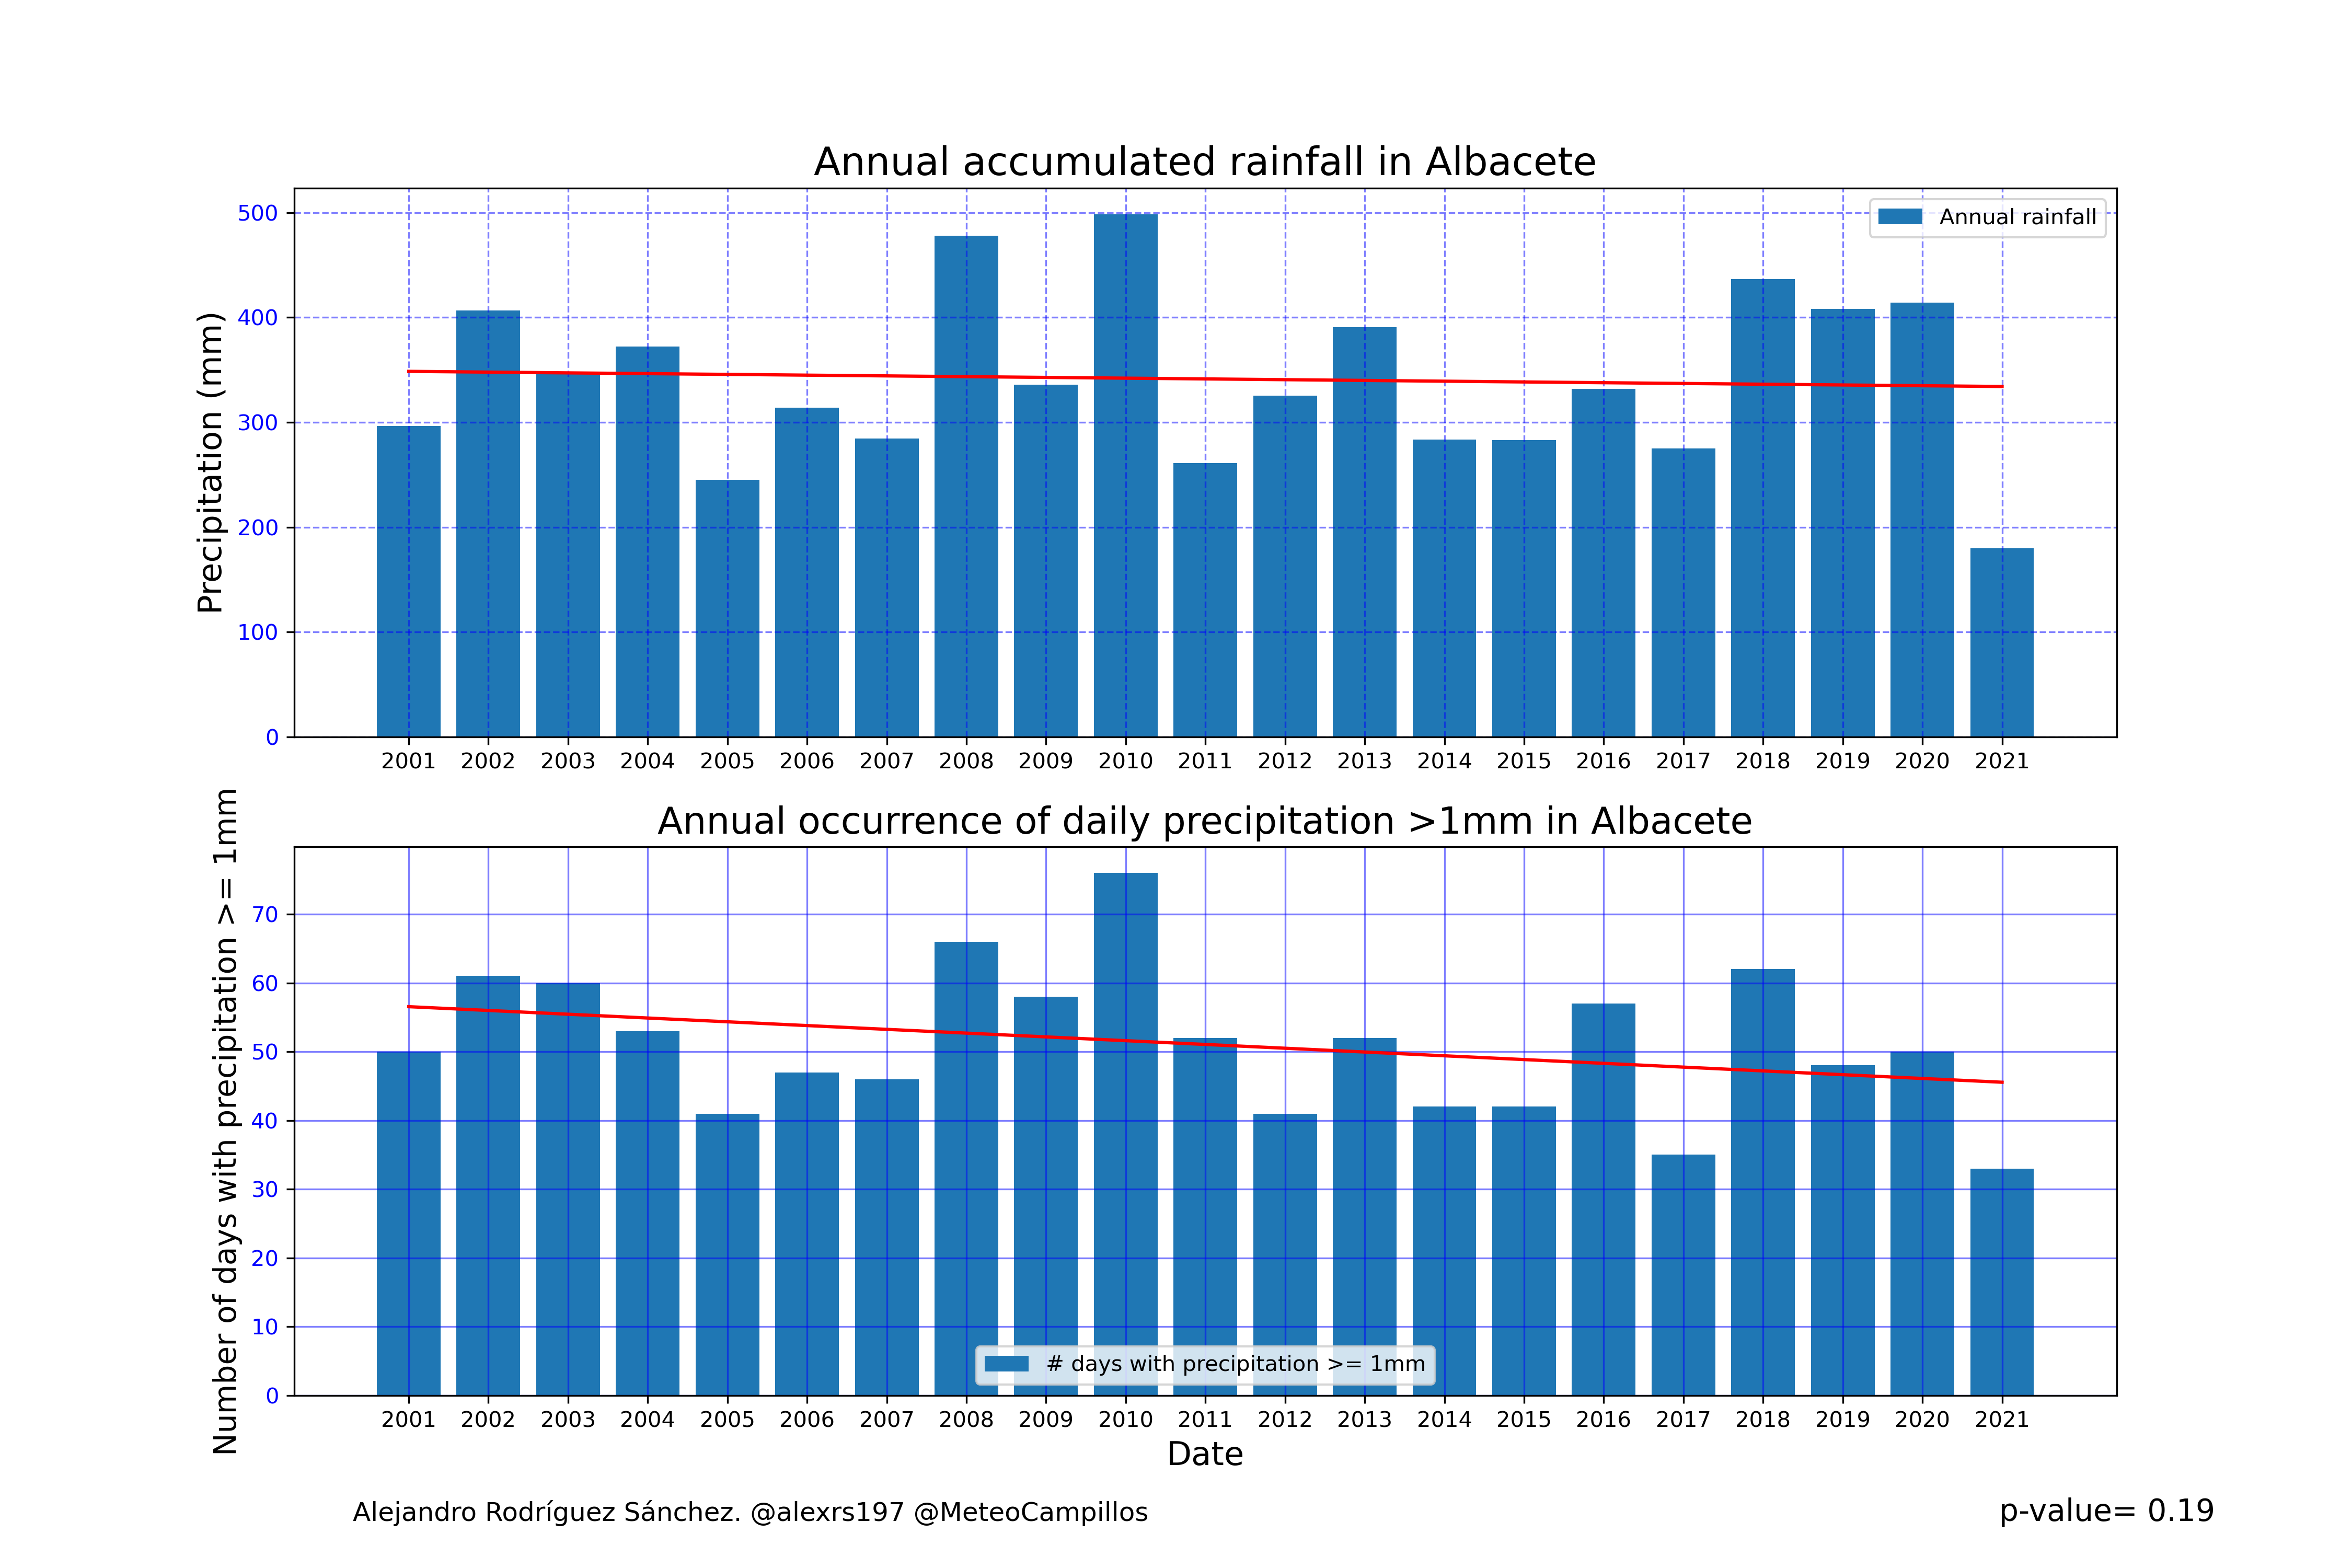 Annual accumulated rainfall in Albacete
Precipitation (mm)
500
400
300
200
100
0
Annual rainfall
2001 2002 2003 2004 2005 2006 2007 2008 2009 2010 2011 2012 2013 2014 2015 2016 2017 2018 2019 2020 2021
Annual occurrence of daily precipitation >1mm in Albacete
Number of days with precipitation >= 1mm
70
60
50
40
30
20
10
0
# days with precipitation >= 1mm
2001 2002 2003 2004 2005 2006 2007 2008 2009 2010 2011 2012 2013 2014 2015 2016 2017 2018 2019 2020 2021
Date
Alejandro Rodríguez Sánchez. @alexrs197 @MeteoCampillos
p-value= 0.19